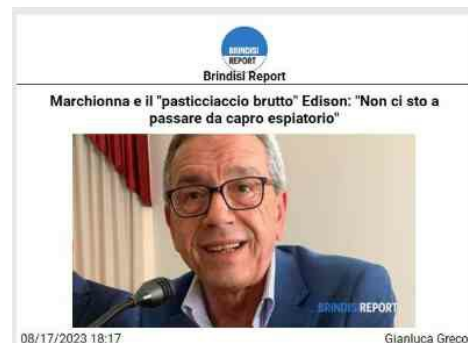 BRINDISI
REPORT
Brindisi Report
Marchionna e il "pasticciaccio brutto" Edison: "Non ci sto a
passare da capro espiatorio"
BRINDISI REPORT
08/17/2023 18:17 Gianluca Greco